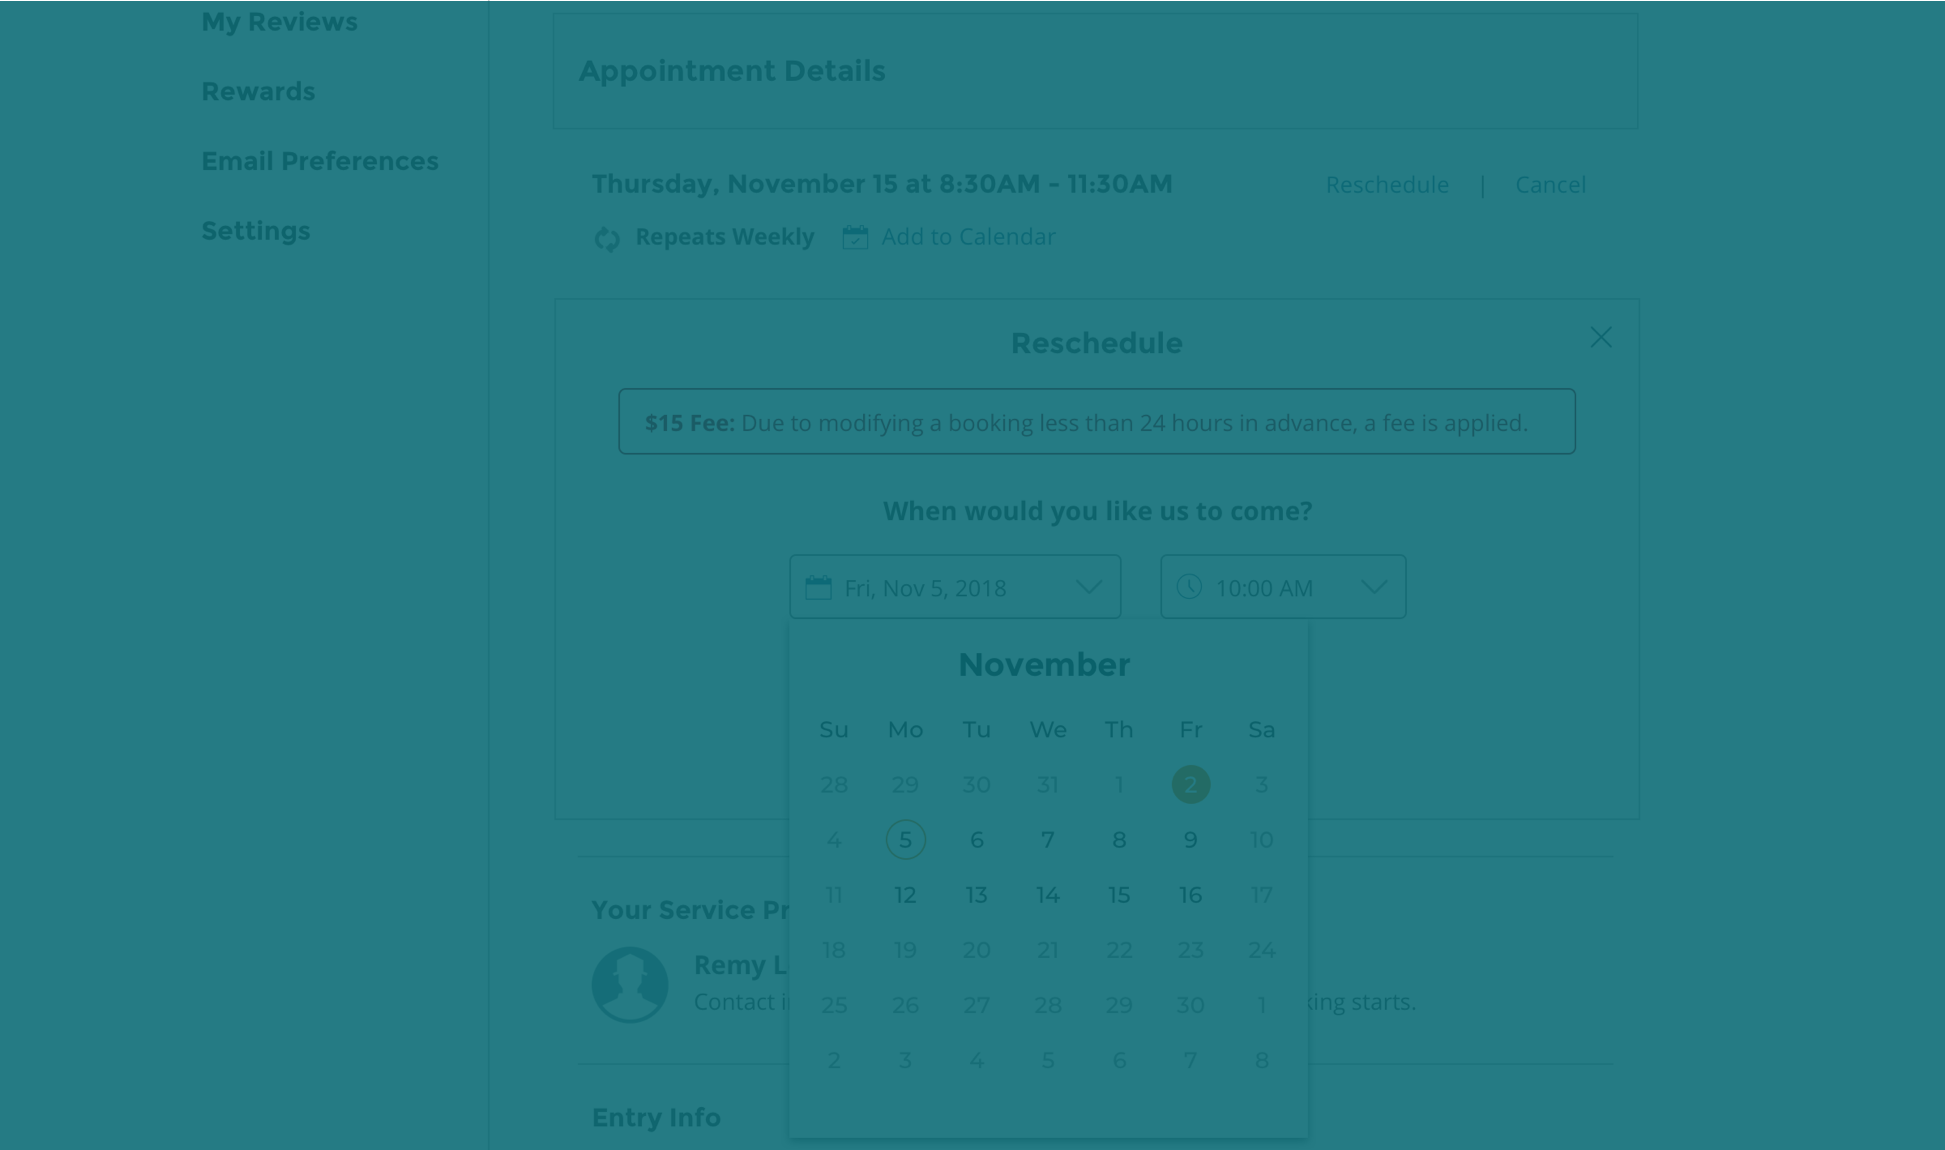 My Reviews
Rewards
Email Preferences
Settings
Appointment Details
Thursday, November 15 at 8:30AM - 11:30AM
Reschedule | Cancel
Repeats Weekly Add to Calendar
Reschedule
$15 Fee: Due to modifying a booking less than 24 hours in advance, a fee is applied.
When would you like us to come?
Fri, Nov 5, 2018 10:00 AM
November
Su Mo Tu We Th Fr Sa
28 29 30 31 1 2 3
4 5 6 7 8 9 10
11 12 13 14 15 16 17
18 19 20 21 22 23 24
25 26 27 28 29 30 1
2 3 4 5 6 7 8
Your Service Pr
Remy L
Contact i king starts.
Entry Info